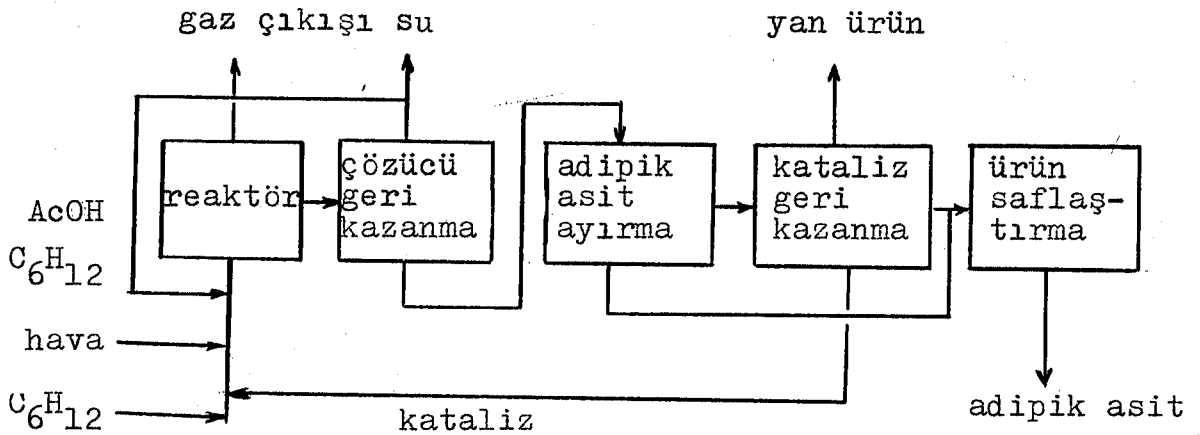 gaz çıkışı su
yan ürün
reaktör
çözücü
geri
kazanma
adipik
asit
ayırma
kataliz
geri
kazanma
ürün
saflaş-
tırma
AcOH
C6H12
hava
C6H12
kataliz
adipik asit